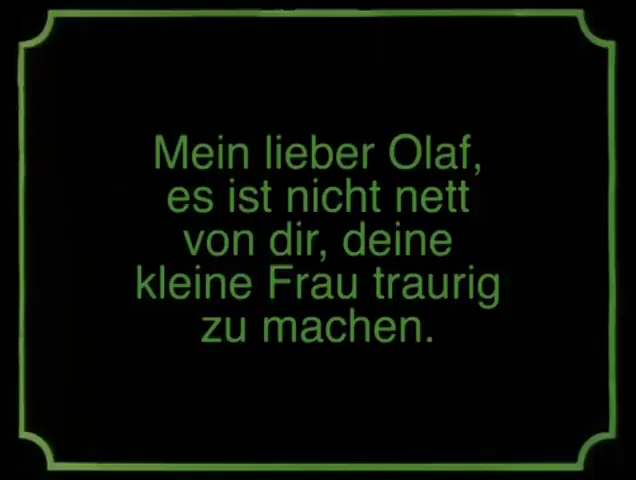 Mein lieber Olaf,
es ist nicht nett
von dir, deine
kleine Frau traurig
zu machen.